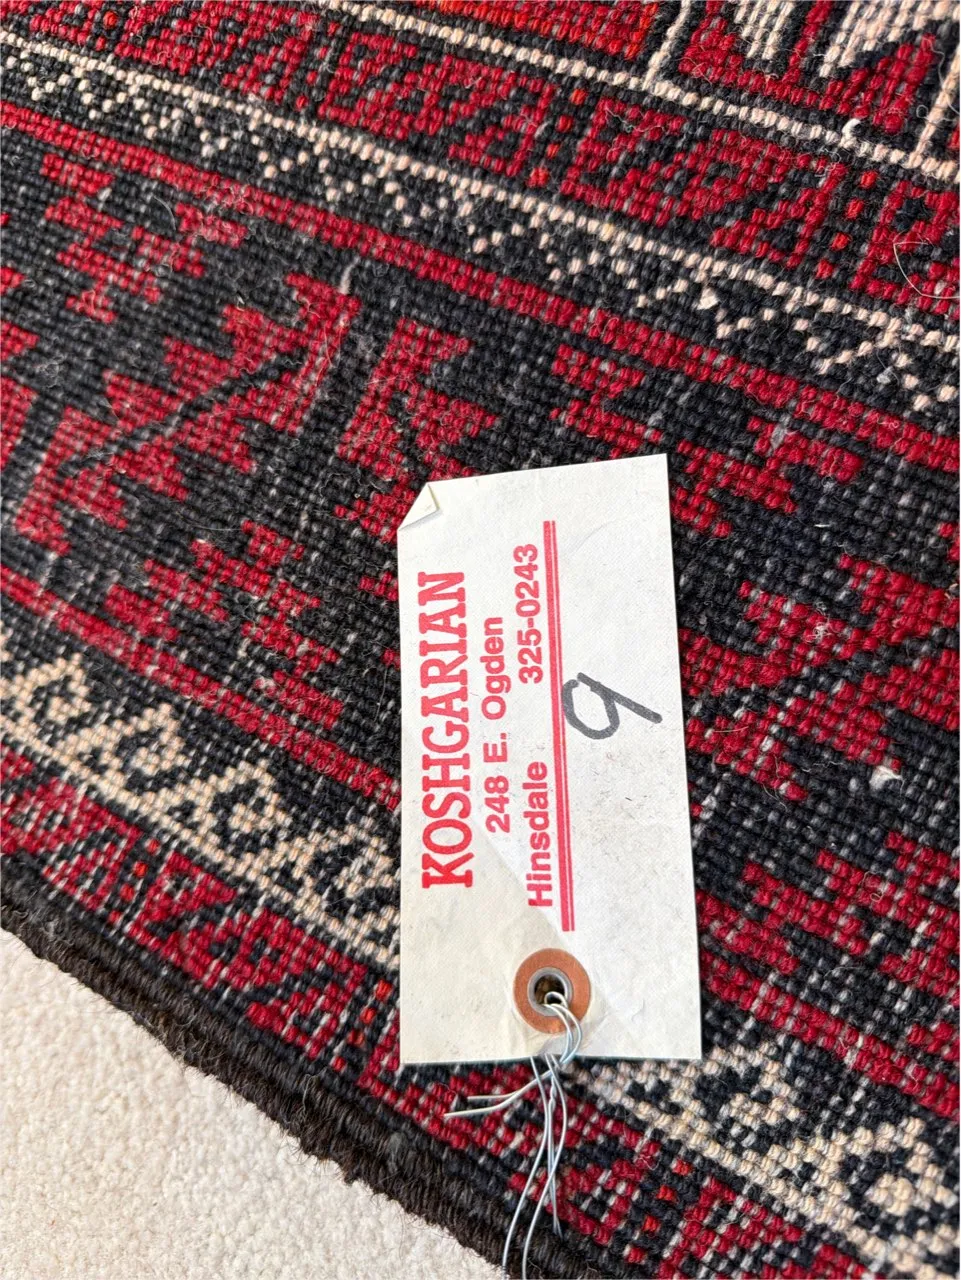 KOSHGARIAN
248 E. Ogden
Hinsdale 325-0243
9